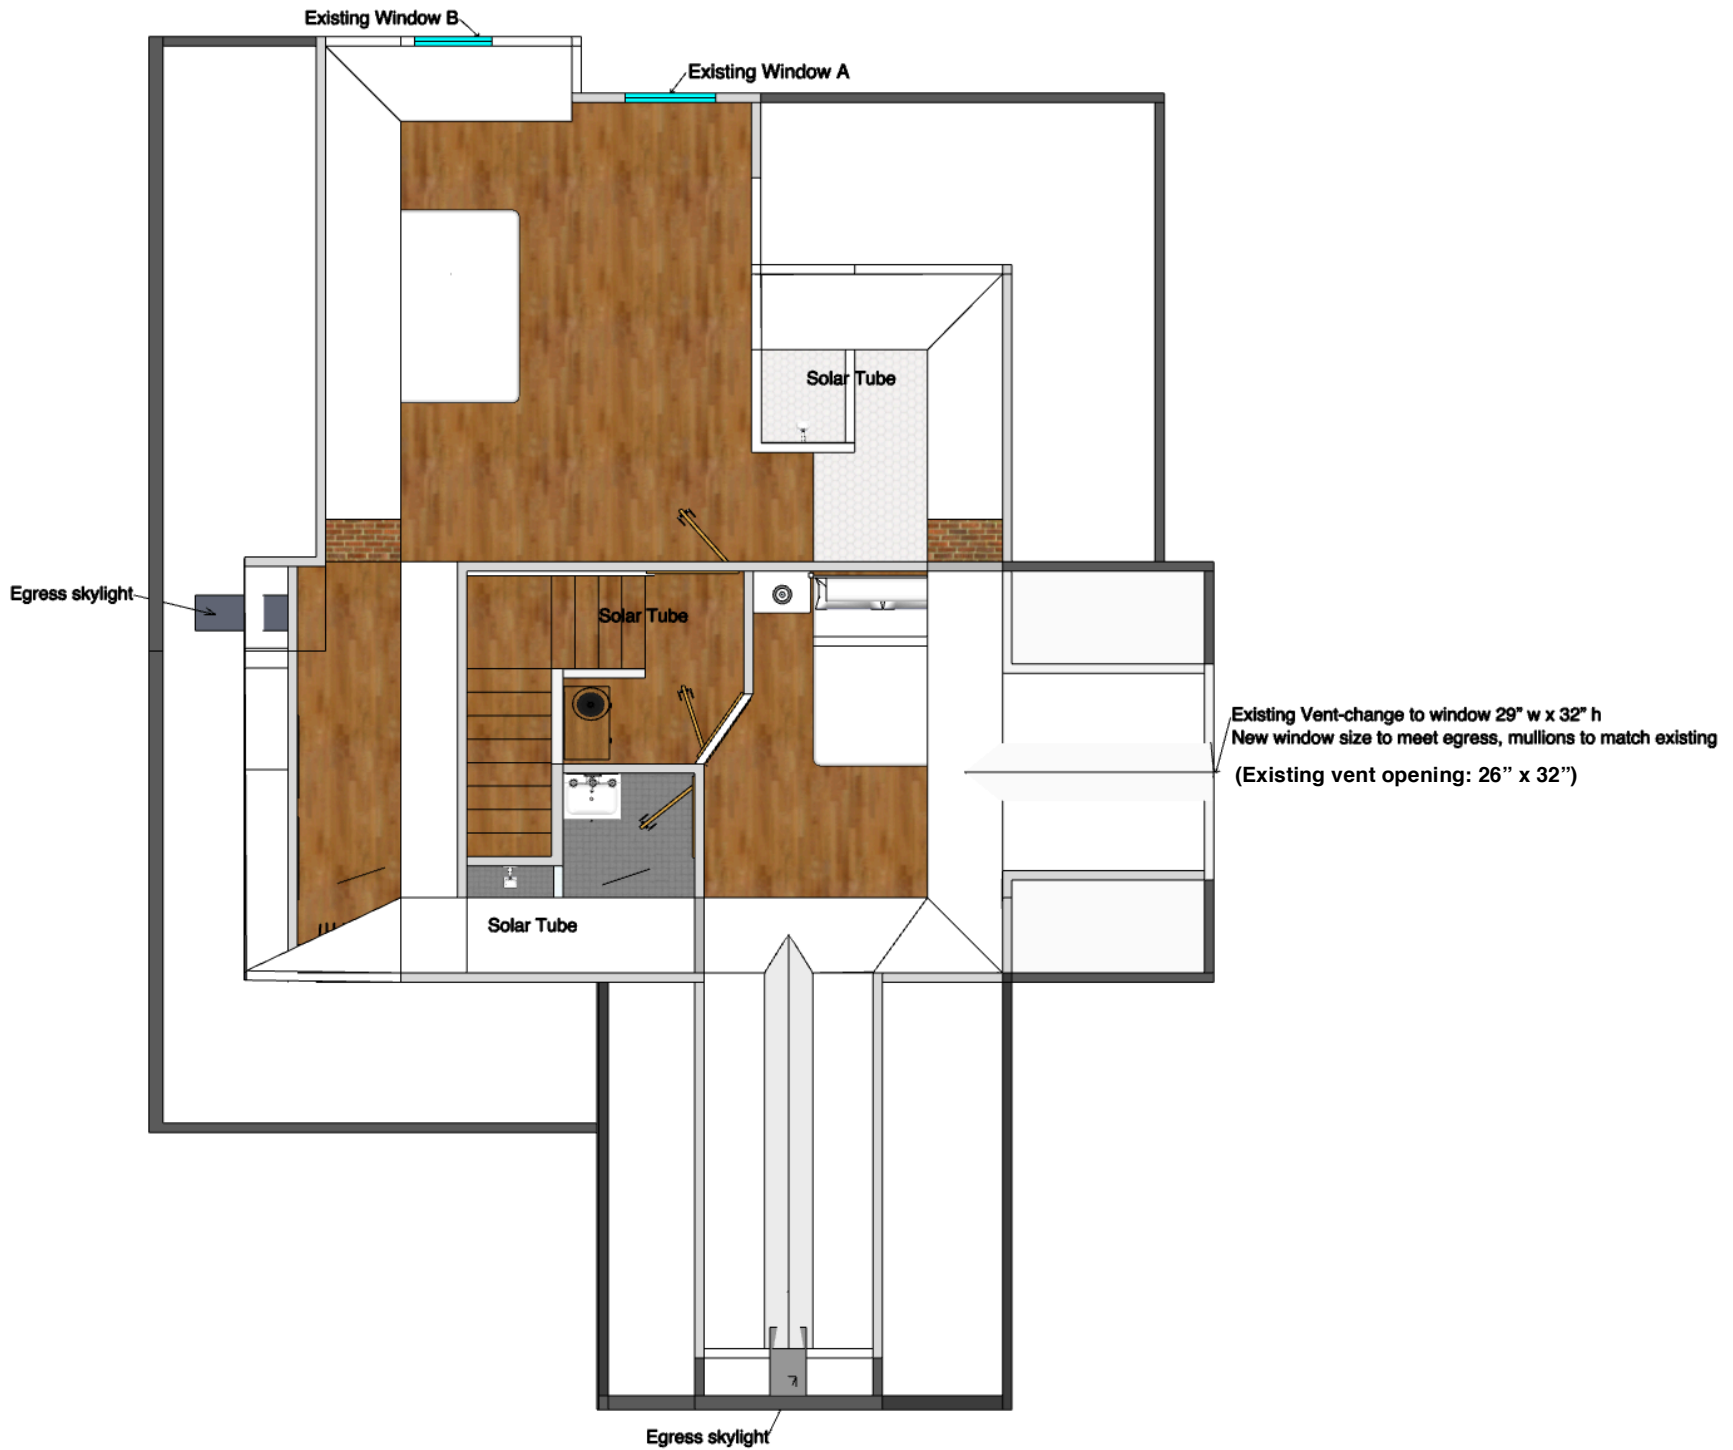 Existing Window B
Existing Window A
Solar Tube
Egress skylight
Solar Tube
Existing Vent-change to window 29” w x 32” h
New window size to meet egress, mullions to match existing
(Existing vent opening: 26” x 32”)
Solar Tube
Egress skylight